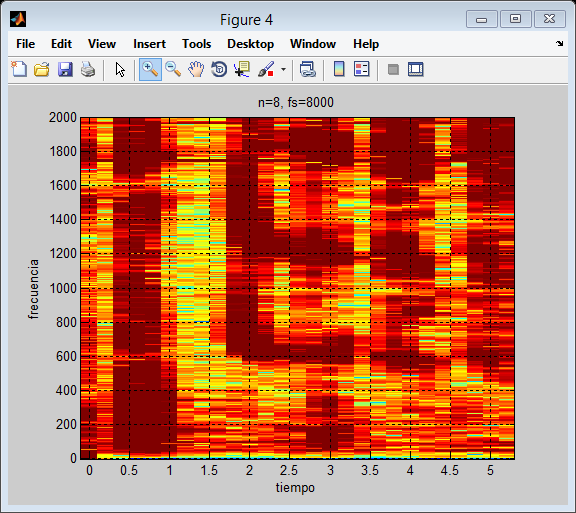 Figure 4
File Edit View Insert Tools Desktop Window Help
n=8, fs=8000
frecuencia
2000
1800
1600
1400
1200
1000
800
600
400
200
0
0 0.5 1 1.5 2 2.5 3 3.5 4 4.5 5
tiempo